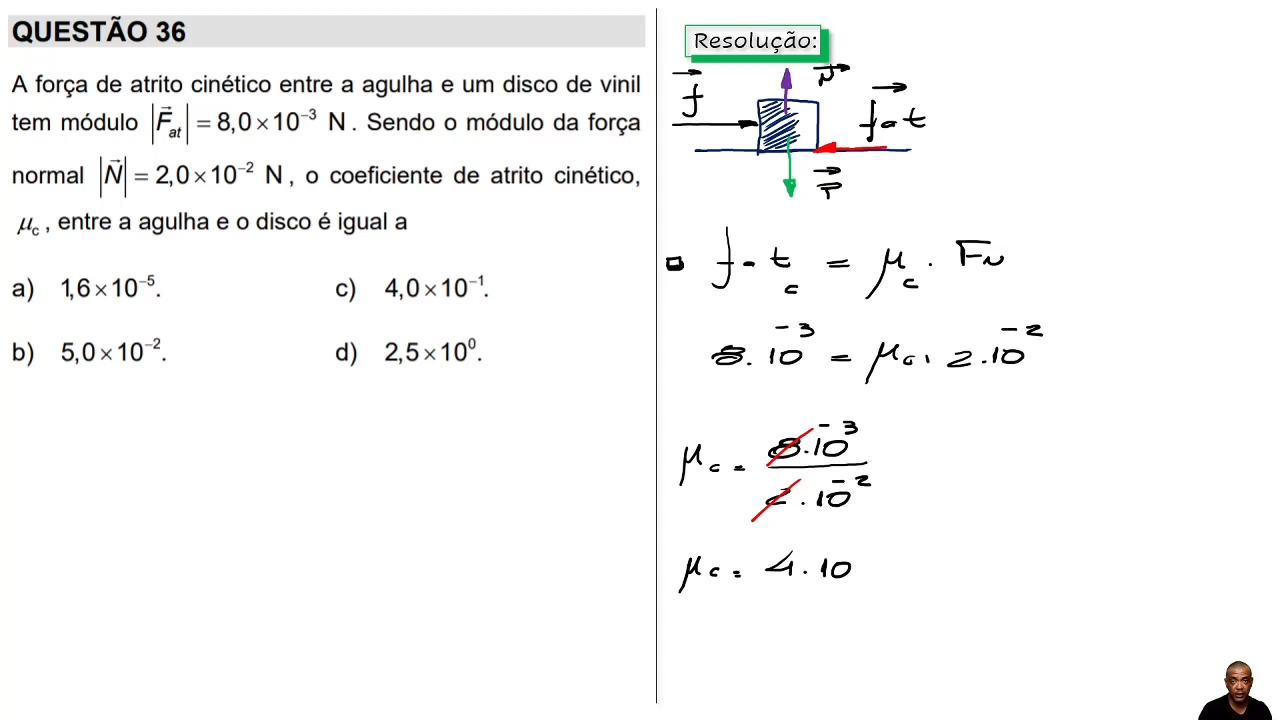 QUESTÃO 36
A força de atrito cinético entre a agulha e um disco de vinil
tem módulo |F⃗at| = 8,0×10⁻³ N. Sendo o módulo da força
normal |N⃗| = 2,0×10⁻² N, o coeficiente de atrito cinético,
μc, entre a agulha e o disco é igual a
a) 1,6×10⁻⁵.
c) 4,0×10⁻¹.
b) 5,0×10⁻².
d) 2,5×10⁰.
Resolução:
N⃗
f⃗
fat⃗
P⃗
fatc = μc . FN
8.10⁻³ = μc . 2.10⁻²
μc = 8.10⁻³ / 2.10⁻²
μc = 4.10